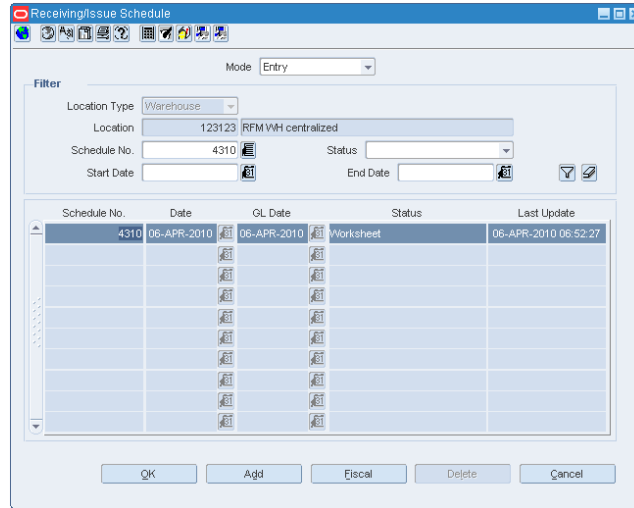 Receiving/Issue Schedule
Mode Entry
Filter
Location Type Warehouse
Location 123123 RFM WH centralized
Schedule No. 4310 Status
Start Date End Date
Schedule No. Date GL Date Status Last Update
4310 06-APR-2010 06-APR-2010 Worksheet 06-APR-2010 06:52:27
OK Add Fiscal Delete Cancel